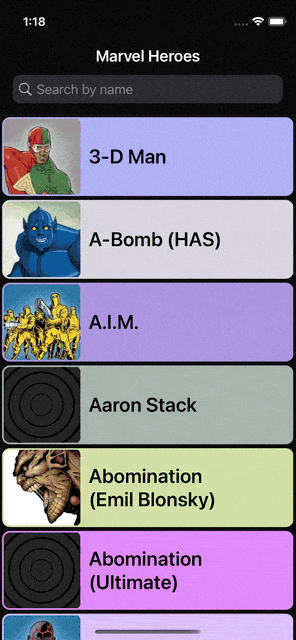 1:18
Marvel Heroes
Search by name
3-D Man
A-Bomb (HAS)
A.I.M.
Aaron Stack
Abomination
(Emil Blonsky)
Abomination
(Ultimate)